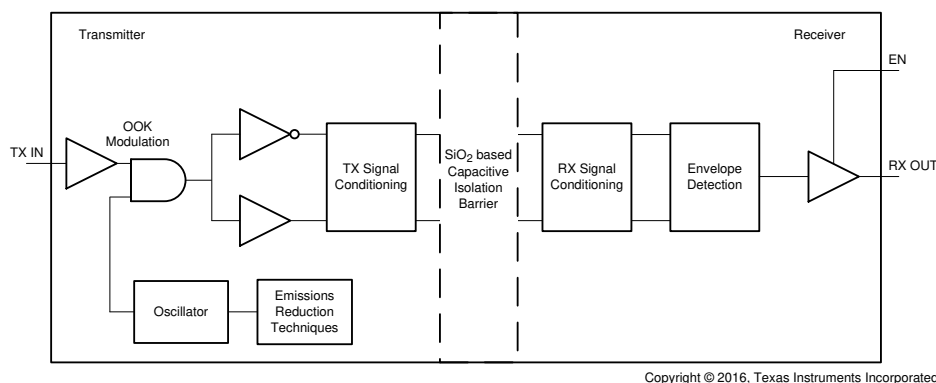 Transmitter
Receiver
EN
OOK
Modulation
TX IN
TX Signal
Conditioning
SiO2 based
Capacitive
Isolation
Barrier
RX Signal
Conditioning
Envelope
Detection
RX OUT
Oscillator
Emissions
Reduction
Techniques
Copyright © 2016, Texas Instruments Incorporated